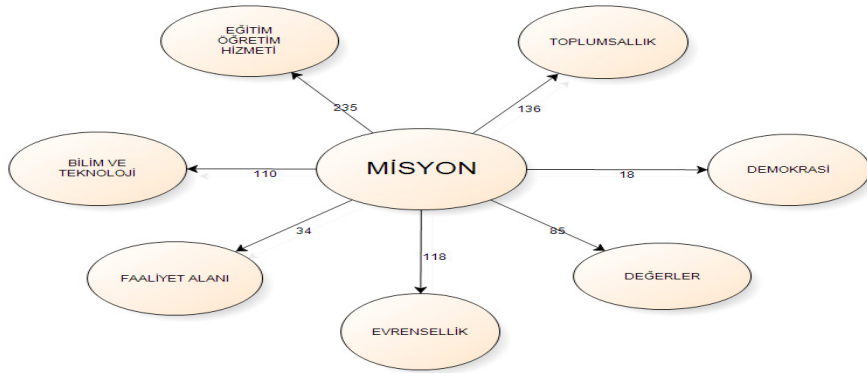 EĞİTİM
ÖĞRETİM
HİZMETİ
TOPLUMSALLIK
235
136
BİLİM VE
TEKNOLOJİ
110
MİSYON
18
DEMOKRASİ
34
85
118
FAALİYET ALANI
DEĞERLER
EVRENSELLİK